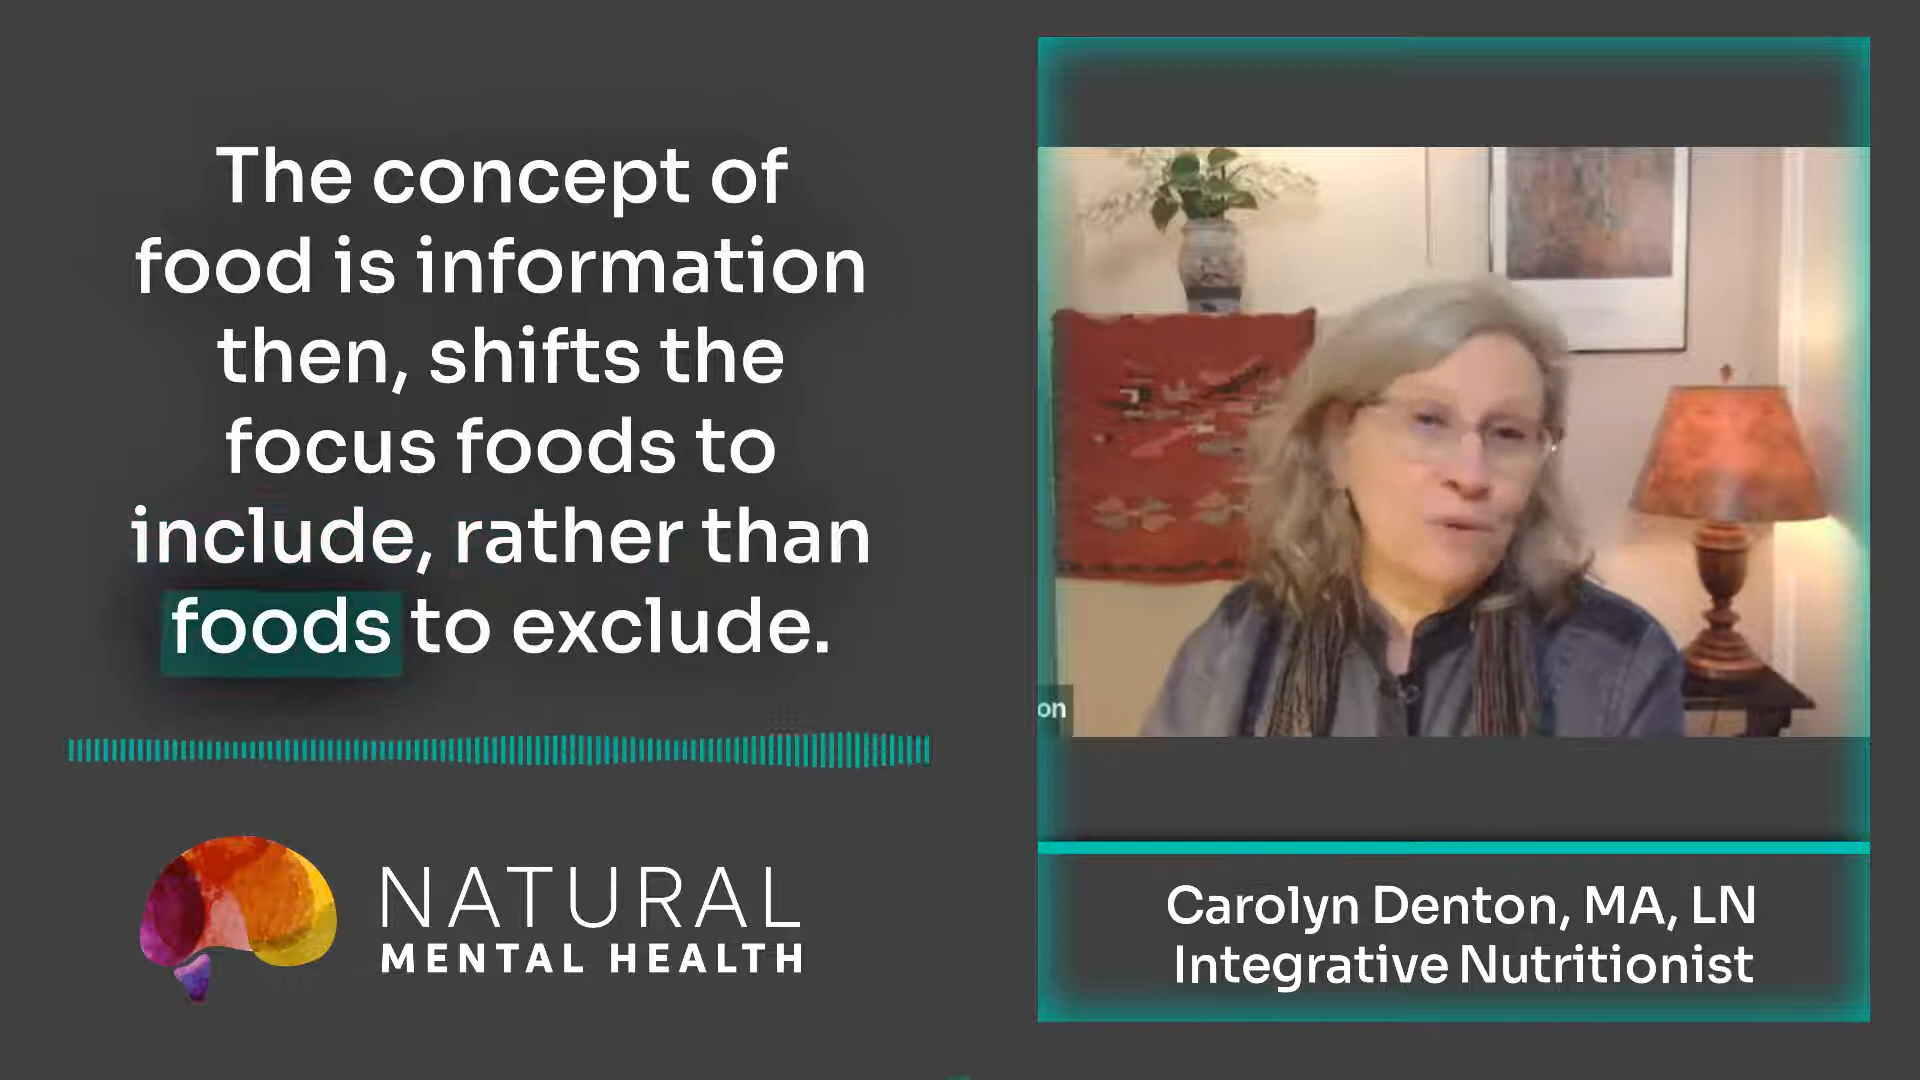 The concept of
food is information
then, shifts the
focus foods to
include, rather than
foods to exclude.
NATURAL
MENTAL HEALTH
on
Carolyn Denton, MA, LN
Integrative Nutritionist